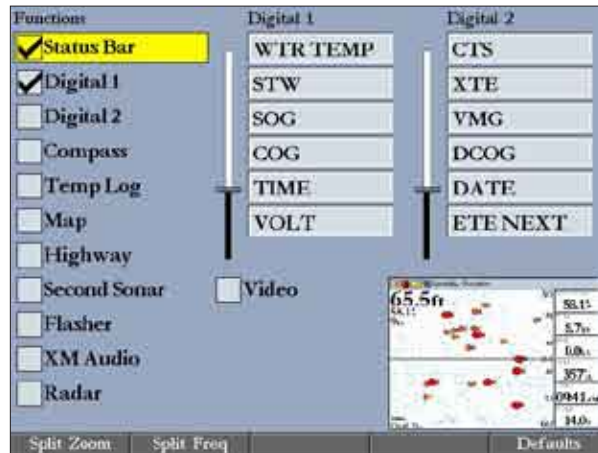 Functions
Status Bar
Digital 1
Digital 2
Compass
Temp Log
Map
Highway
Second Sonar
Flasher
XM Audio
Radar
Digital 1
WTR TEMP
STW
SOG
COG
TIME
VOLT
Video
Digital 2
CTS
XTE
VMG
DCOG
DATE
ETE NEXT
65.5ft
Split Zoom
Split Freq
Defaults